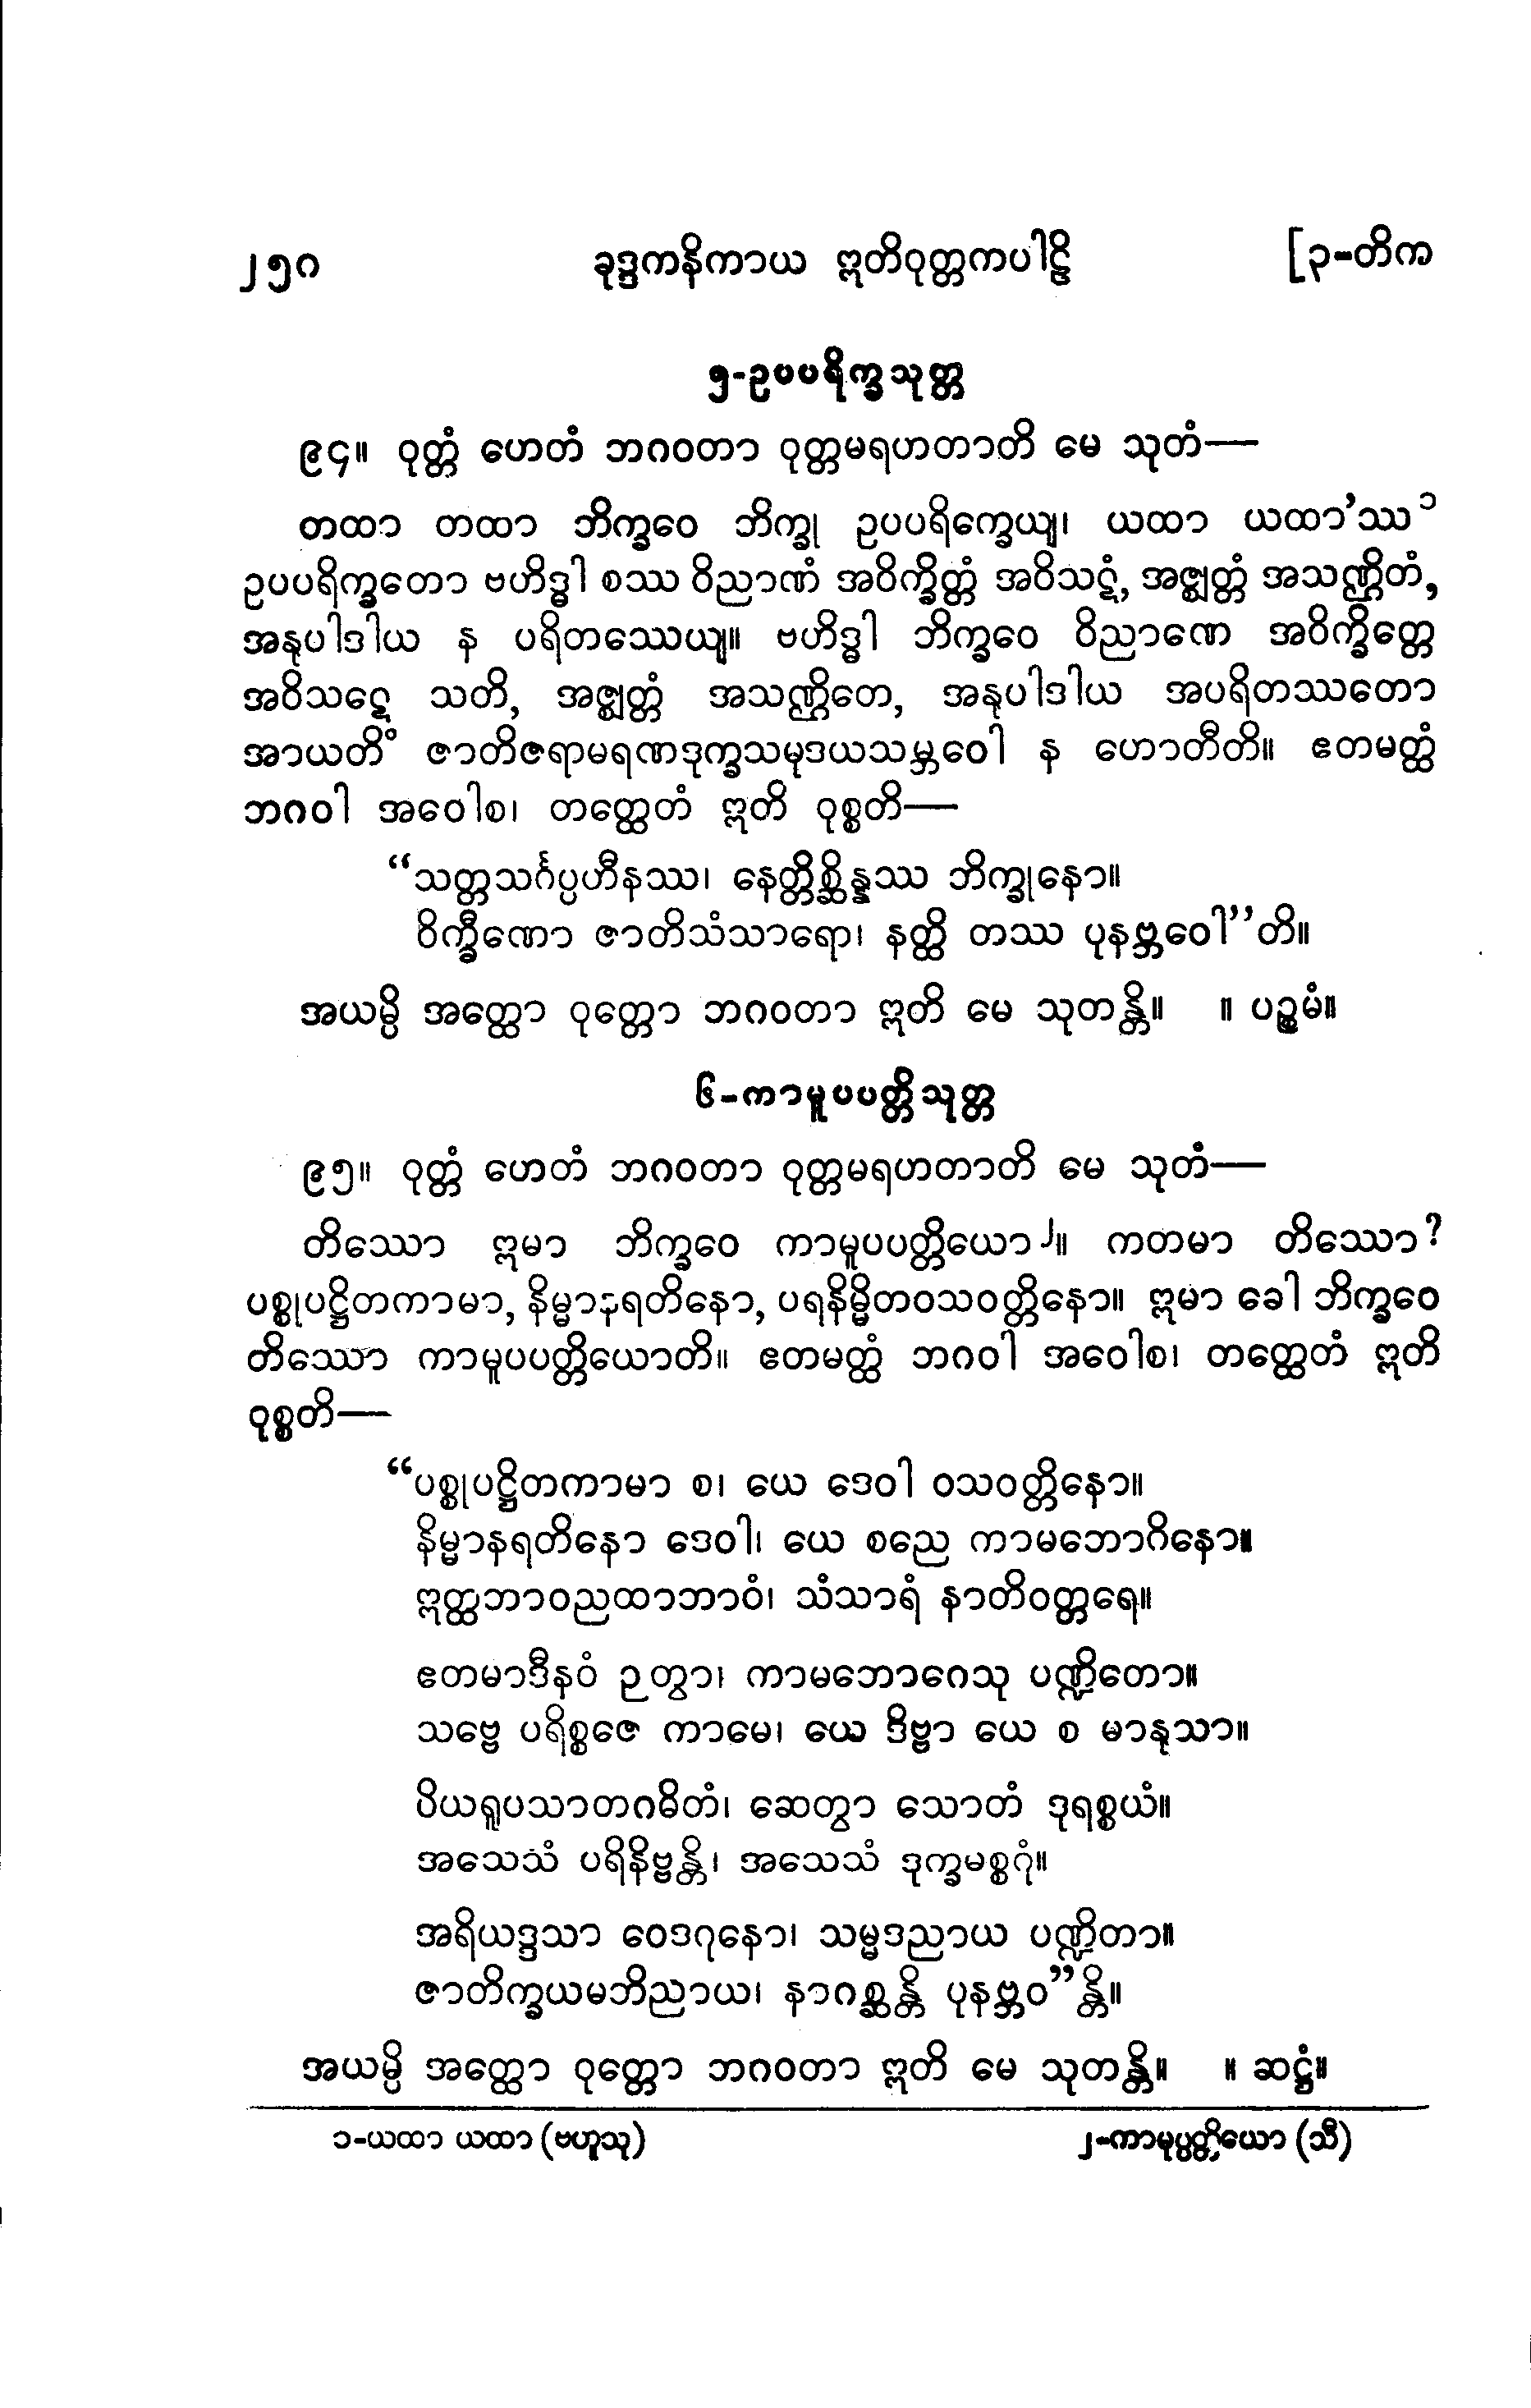 ၂၅၀ ခုဒ္ဒကနိကာယ ဣတိဝုတ္တကပါဠိ [၃-တိက
၅-ဥပပရိက္ခသုတ္တ
၉၄။ ဝုတ္တံ ဟေတံ ဘဂဝတာ ဝုတ္တမရဟတာတိ မေ သုတံ—
တထာ တထာ ဘိက္ခဝေ ဘိက္ခု ဥပပရိက္ခေယျ၊ ယထာ ယထာ’ဿ ၁
ဥပပရိက္ခတော ဗဟိဒ္ဓါ စဿ ဝိညာဏံ အဝိက္ခိတ္တံ အဝိသဋံ, အဇ္ဈတ္တံ အသဏ္ဌိတံ,
အနုပါဒါယ န ပရိတဿေယျ။ ဗဟိဒ္ဓါ ဘိက္ခဝေ ဝိညာဏေ အဝိက္ခိတ္တေ
အဝိသဋေ သတိ, အဇ္ဈတ္တံ အသဏ္ဌိတေ, အနုပါဒါယ အပရိတဿတော
အာယတိံ ဇာတိဇရာမရဏဒုက္ခသမုဒယသမ္ဘဝေါ န ဟောတီတိ။ ဧတမတ္ထံ
ဘဂဝါ အဝေါစ၊ တတ္ထေတံ ဣတိ ဝုစ္စတိ—
“သတ္တသင်္ဂပ္ပဟီနဿ၊ နေတ္တိစ္ဆိန္နဿ ဘိက္ခုနော။
ဝိက္ခီဏော ဇာတိသံသာရော၊ နတ္ထိ တဿ ပုနဗ္ဘဝေါ”တိ။
အယမ္ပိ အတ္ထော ဝုတ္တော ဘဂဝတာ ဣတိ မေ သုတန္တိ။ ။ ပဉ္စမံ။
၆-ကာမူပပတ္တိသုတ္တ
၉၅။ ဝုတ္တံ ဟေတံ ဘဂဝတာ ဝုတ္တမရဟတာတိ မေ သုတံ—
တိဿော ဣမာ ဘိက္ခဝေ ကာမူပပတ္တိယော၂။ ကတမာ တိဿော?
ပစ္စုပဋ္ဌိတကာမာ, နိမ္မာနရတိနော, ပရနိမ္မိတဝသဝတ္တိနော။ ဣမာ ခေါ ဘိက္ခဝေ
တိဿော ကာမူပပတ္တိယောတိ။ ဧတမတ္ထံ ဘဂဝါ အဝေါစ၊ တတ္ထေတံ ဣတိ
ဝုစ္စတိ—
“ပစ္စုပဋ္ဌိတကာမာ စ၊ ယေ ဒေဝါ ဝသဝတ္တိနော။
နိမ္မာနရတိနော ဒေဝါ၊ ယေ စညေ ကာမဘောဂိနော။
ဣတ္ထဘာဝညထာဘာဝံ၊ သံသာရံ နာတိဝတ္တရေ။
ဧတမာဒီနဝံ ဉတွာ၊ ကာမဘောဂေသု ပဏ္ဍိတော။
သဗ္ဗေ ပရိစ္စဇေ ကာမေ၊ ယေ ဒိဗ္ဗာ ယေ စ မာနုသာ။
ပိယရူပသာတဂဓိတံ၊ ဆေတွာ သောတံ ဒုရစ္စယံ။
အသေသံ ပရိနိဗ္ဗန္တိ၊ အသေသံ ဒုက္ခမစ္စဂုံ။
အရိယဒ္ဒသာ ဝေဒဂုနော၊ သမ္မဒညာယ ပဏ္ဍိတာ။
ဇာတိက္ခယမဘိညာယ၊ နာဂစ္ဆန္တိ ပုနဗ္ဘဝ”န္တိ။
အယမ္ပိ အတ္ထော ဝုတ္တော ဘဂဝတာ ဣတိ မေ သုတန္တိ။ ။ ဆဋ္ဌံ။
၁-ယထာ ယထာ (ဗဟူသု) ၂-ကာမုပ္ပတ္တိယော (သီ)